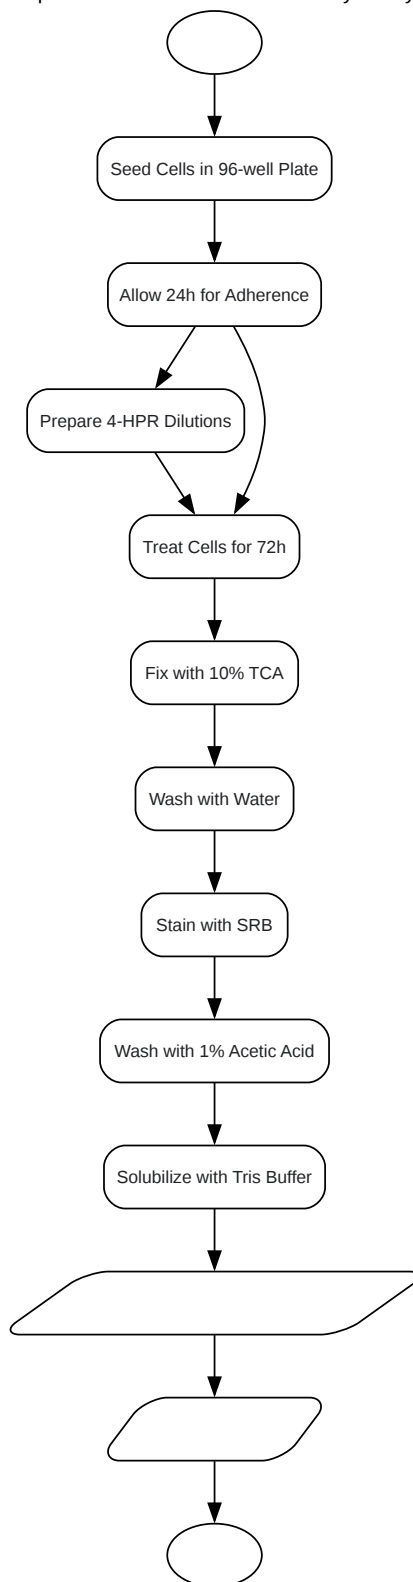 Seed Cells in 96-well Plate
Allow 24h for Adherence
Prepare 4-HPR Dilutions
Treat Cells for 72h
Fix with 10% TCA
Wash with Water
Stain with SRB
Wash with 1% Acetic Acid
Solubilize with Tris Buffer